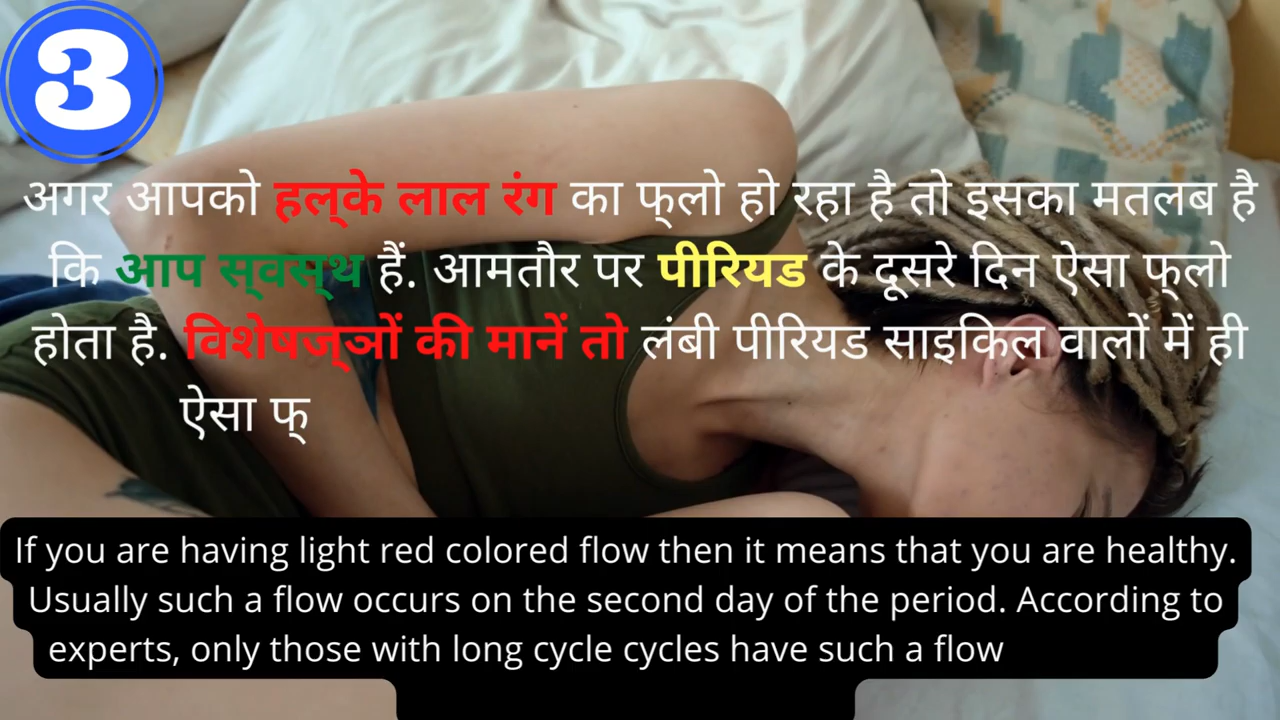 3
अगर आपको हल्के लाल रंग का फ्लो हो रहा है तो इसका मतलब है
कि आप स्वस्थ हैं. आमतौर पर पीरियड के दूसरे दिन ऐसा फ्लो
होता है. विशेषज्ञों की मानें तो लंबी पीरियड साइकिल वालों में ही
ऐसा फ्
If you are having light red colored flow then it means that you are healthy.
Usually such a flow occurs on the second day of the period. According to
experts, only those with long cycle cycles have such a flow